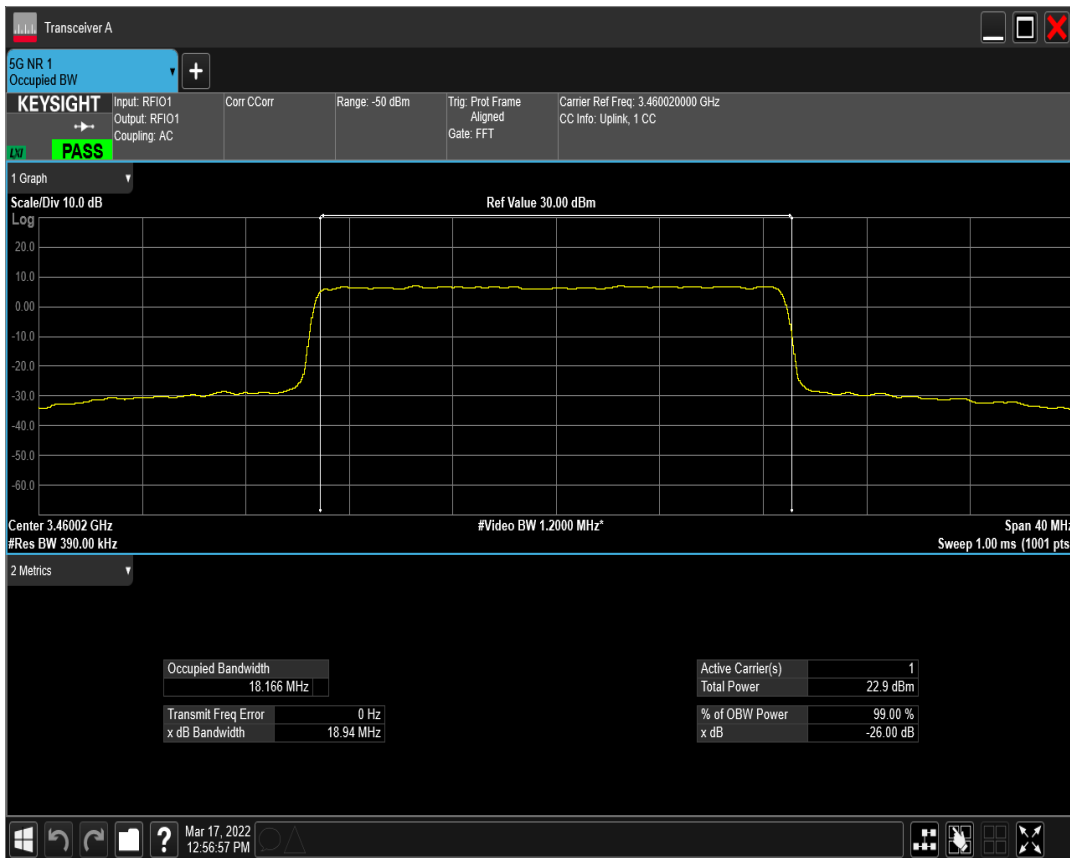 Transceiver A
5G NR 1
Occupied BW
+
KEYSIGHT
LXI
PASS
Input: RFIO1
Output: RFIO1
Coupling: AC
Corr CCorr
Range: -50 dBm
Trig: Prot Frame
Aligned
Gate: FFT
Carrier Ref Freq: 3.460020000 GHz
CC Info: Uplink, 1 CC
1 Graph
Scale/Div 10.0 dB
Ref Value 30.00 dBm
Log
20.0
10.0
0.00
-10.0
-20.0
-30.0
-40.0
-50.0
-60.0
Center 3.46002 GHz
#Video BW 1.2000 MHz*
Span 40 MHz
#Res BW 390.00 kHz
Sweep 1.00 ms (1001 pts
2 Metrics
Occupied Bandwidth
18.166 MHz
Transmit Freq Error 0 Hz
x dB Bandwidth 18.94 MHz
Active Carrier(s) 1
Total Power 22.9 dBm
% of OBW Power 99.00 %
x dB -26.00 dB
?
Mar 17, 2022
12:56:57 PM